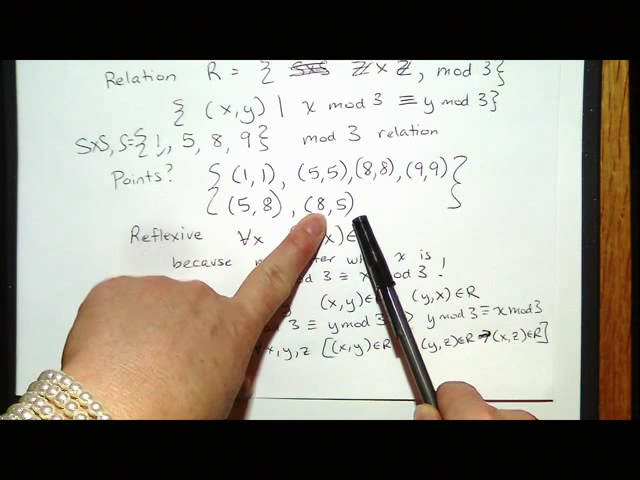 Relation R = { S×S ℤ × ℤ, mod 3}
{ (x,y) | x mod 3 ≡ y mod 3}
S×S, S={1, 5, 8, 9} mod 3 relation
Points? { (1,1), (5,5), (8,8), (9,9)
(5,8), (8,5) }
Reflexive ∀x x) ∈
because x is
mod 3 ≡ x mod 3!
(x,y) ∈ (y,x) ∈ R
3 ≡ y mod 3 y mod 3 ≡ x mod 3
x,y,z [(x,y) ∈ R (y,z) ∈ R → (x,z) ∈ R]